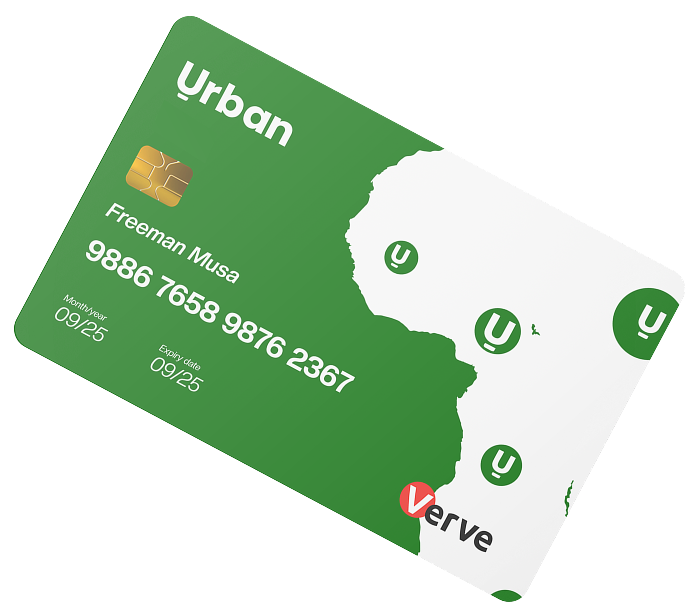 Urban
Freeman Musa
9886 7658 9876 2367
Month/year
09/25
Expiry date
09/25
U
U
U
U
Verve